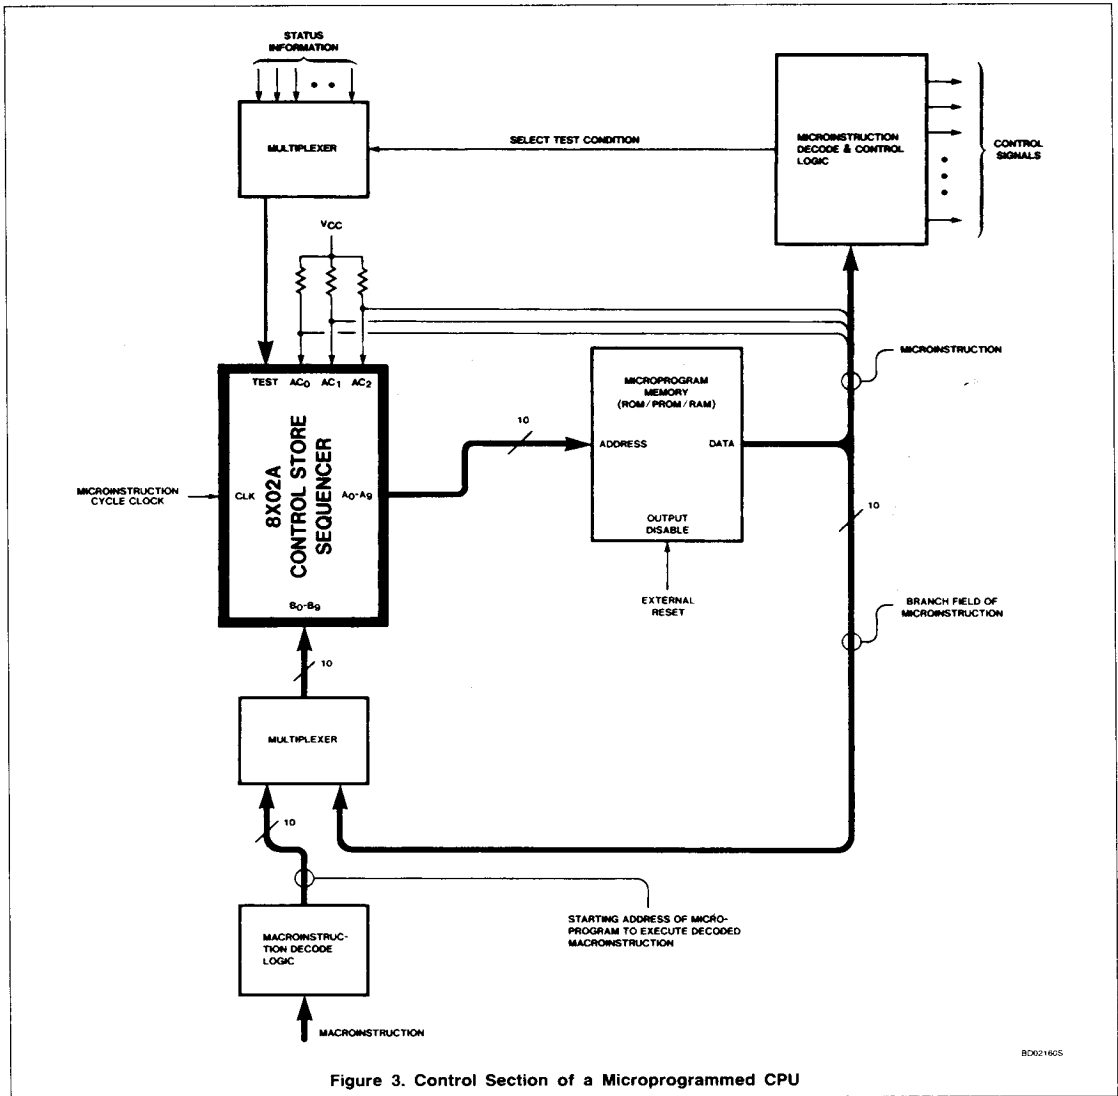 STATUS
INFORMATION
MULTIPLEXER
SELECT TEST CONDITION
MICROINSTRUCTION
DECODE & CONTROL
LOGIC
CONTROL
SIGNALS
VCC
MICROINSTRUCTION
TEST AC0 AC1 AC2
MICROPROGRAM
MEMORY
(ROM/PROM/RAM)
10
ADDRESS DATA
8X02A
CONTROL STORE
SEQUENCER
MICROINSTRUCTION
CYCLE CLOCK
CLK
A0-A9
10
OUTPUT
DISABLE
EXTERNAL
RESET
B0-B9
BRANCH FIELD OF
MICROINSTRUCTION
10
MULTIPLEXER
10
STARTING ADDRESS OF MICRO-
PROGRAM TO EXECUTE DECODED
MACROINSTRUCTION
MACROINSTRUC-
TION DECODE
LOGIC
MACROINSTRUCTION
BD02160S
Figure 3. Control Section of a Microprogrammed CPU